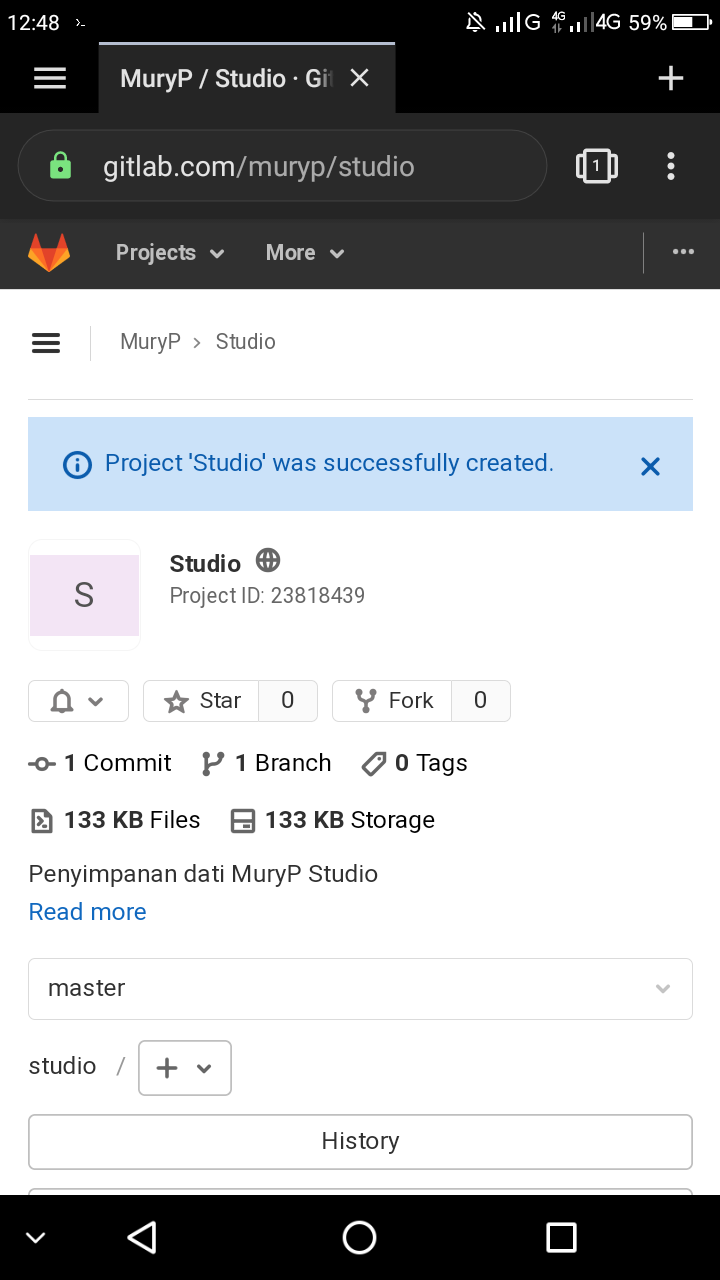 12:48 G 4G 4G 59%
MuryP / Studio · Git
gitlab.com/muryp/studio 1
Projects More
MuryP > Studio
Project 'Studio' was successfully created.
S
Studio
Project ID: 23818439
Star 0 Fork 0
1 Commit 1 Branch 0 Tags
133 KB Files 133 KB Storage
Penyimpanan dati MuryP Studio
Read more
master
studio / +
History